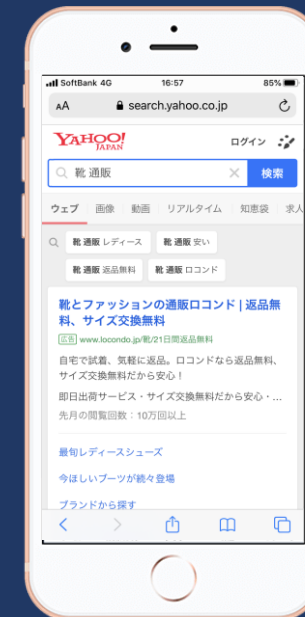 SoftBank 4G 16:57 85%
AA search.yahoo.co.jp
YAHOO! JAPAN ログイン
靴 通販 検索
ウェブ 画像 動画 リアルタイム 知恵袋 求人
靴 通販 レディース 靴 通販 安い
靴 通販 返品無料 靴 通販 ロコンド
靴とファッションの通販ロコンド | 返品無
料、サイズ交換無料
広告 www.locondo.jp/靴/21日間返品無料
自宅で試着、気軽に返品。ロコンドなら返品無料、
サイズ交換無料だから安心！
即日出荷サービス・サイズ交換無料だから安心・...
先月の閲覧回数：10万回以上
最旬レディースシューズ
今ほしいブーツが続々登場
ブランドから探す